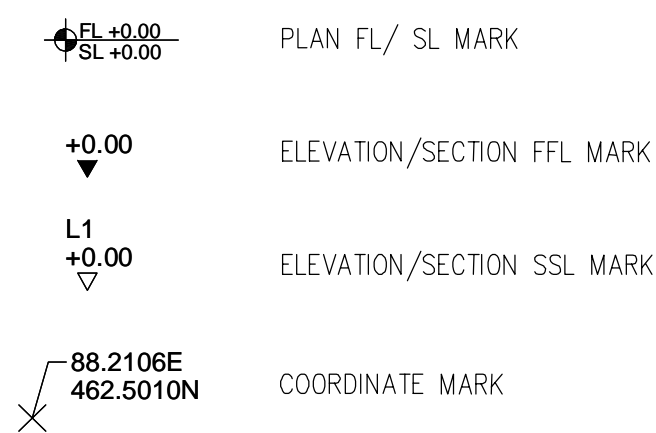 FL +0.00 PLAN FL/ SL MARK
SL +0.00
+0.00 ELEVATION/SECTION FFL MARK
L1
+0.00 ELEVATION/SECTION SSL MARK
88.2106E
462.5010N COORDINATE MARK